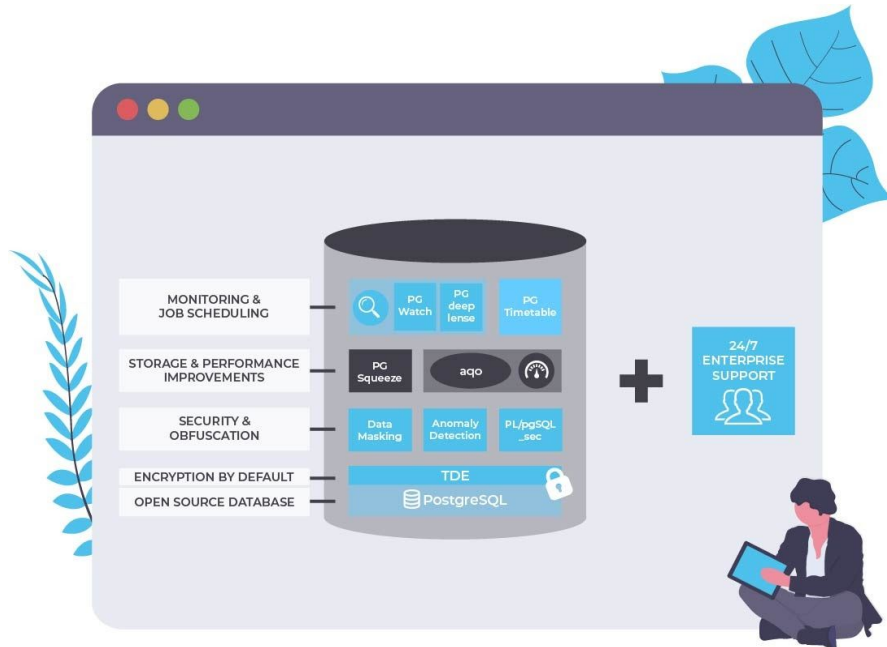 MONITORING &
JOB SCHEDULING
PG
Watch
PG
deep
lense
PG
Timetable
STORAGE & PERFORMANCE
IMPROVEMENTS
PG
Squeeze
aqo
SECURITY &
OBFUSCATION
Data
Masking
Anomaly
Detection
PL/pgSQL
_sec
ENCRYPTION BY DEFAULT
TDE
OPEN SOURCE DATABASE
PostgreSQL
24/7
ENTERPRISE
SUPPORT